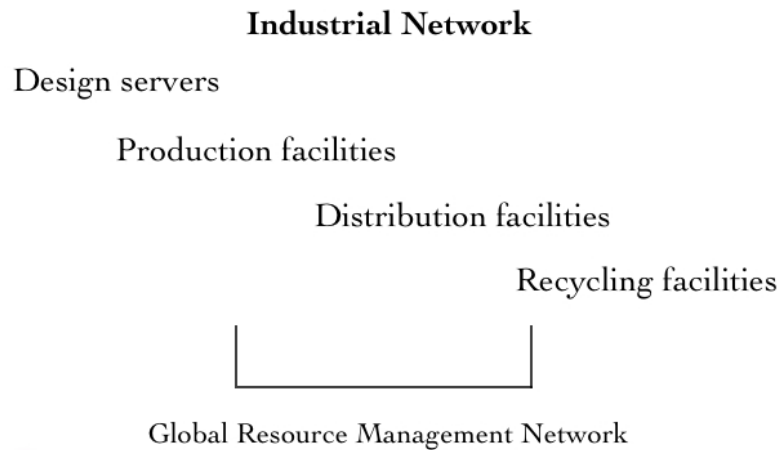 Industrial Network
Design servers
Production facilities
Distribution facilities
Recycling facilities
Global Resource Management Network